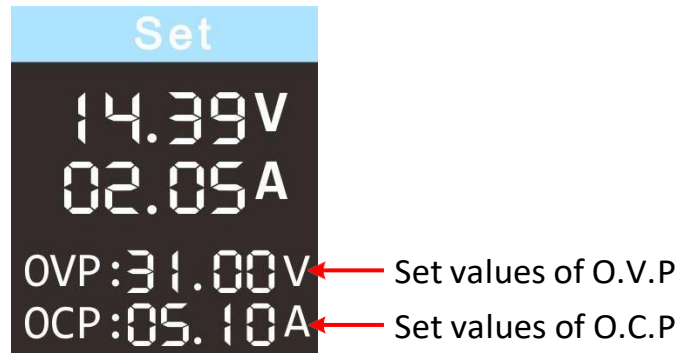 Set
14.39V
02.05A
OVP:31.00V Set values of O.V.P
OCP:05.10A Set values of O.C.P